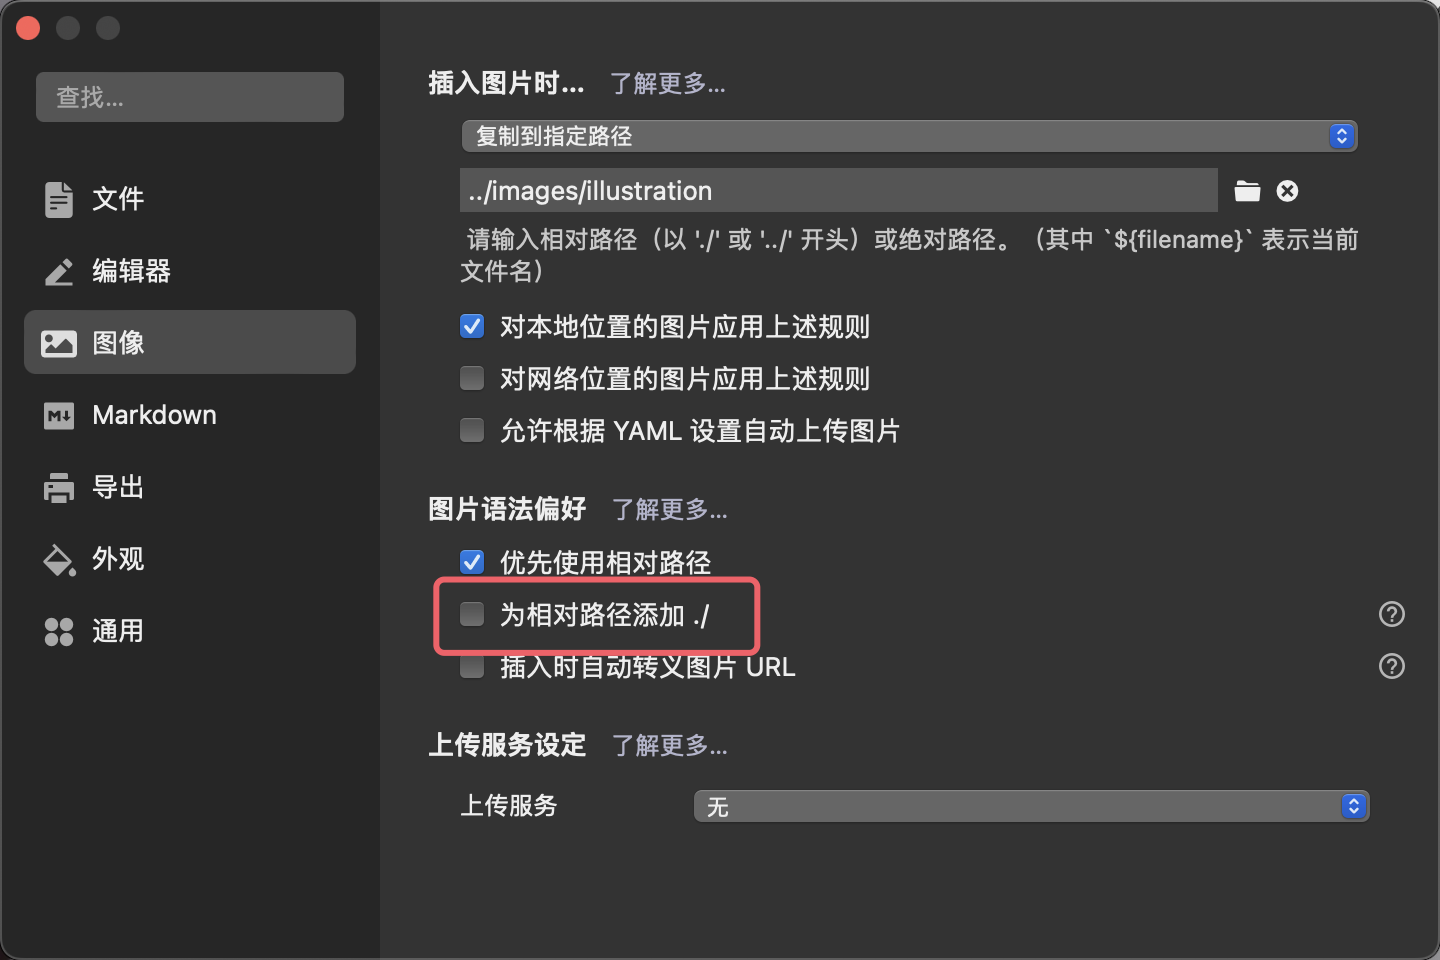 查找...
文件
编辑器
图像
Markdown
导出
外观
通用
插入图片时... 了解更多...
复制到指定路径
../images/illustration
请输入相对路径（以 './' 或 '../' 开头）或绝对路径。（其中 `${filename}` 表示当前
文件名）
对本地位置的图片应用上述规则
对网络位置的图片应用上述规则
允许根据 YAML 设置自动上传图片
图片语法偏好 了解更多...
优先使用相对路径
为相对路径添加 ./
插入时自动转义图片 URL
上传服务设定 了解更多...
上传服务 无